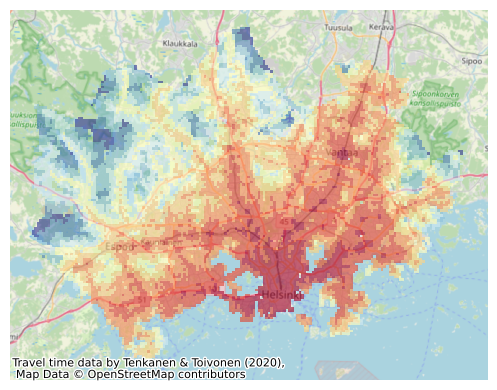 Tuusula
Kerava
Klaukkala
Sipoo
Sipoonkorven
kansallispuisto
Vantaa
Espoo
Helsinki
Travel time data by Tenkanen & Toivonen (2020),
Map Data © OpenStreetMap contributors